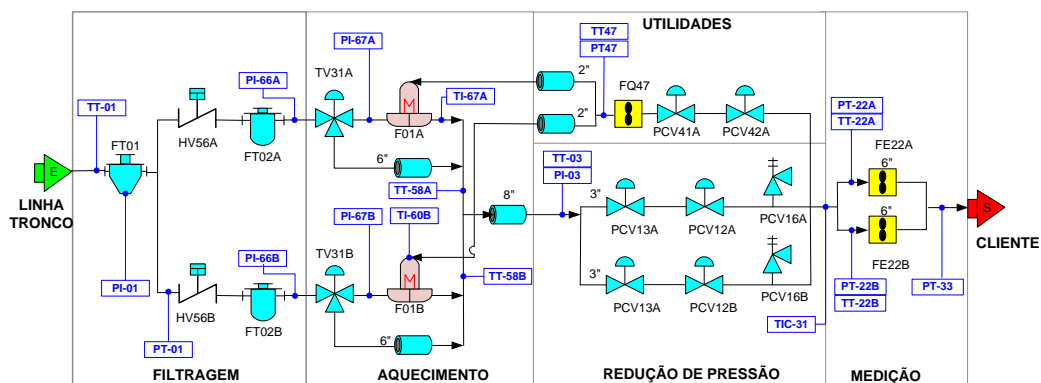 UTILIDADES
TT47
PT47
PI-67A
TV31A
2"
FQ47
PI-66A
TI-67A
PT-22A
TT-22A
TT-01
M
2"
PCV41A
PCV42A
FE22A
HV56A
F01A
6"
FT01
FT02A
6"
TT-03
PI-03
E
TT-58A
8"
3"
PCV16A
S
LINHA
TRONCO
PI-67B
TI-60B
PCV13A
PCV12A
6"
CLIENTE
PI-66B
TV31B
FE22B
M
TT-58B
3"
PT-22B
TT-22B
PT-33
PI-01
PCV16B
HV56B
F01B
PCV13A
PCV12B
FT02B
TIC-31
PT-01
6"
FILTRAGEM
AQUECIMENTO
REDUÇÃO DE PRESSÃO
MEDIÇÃO